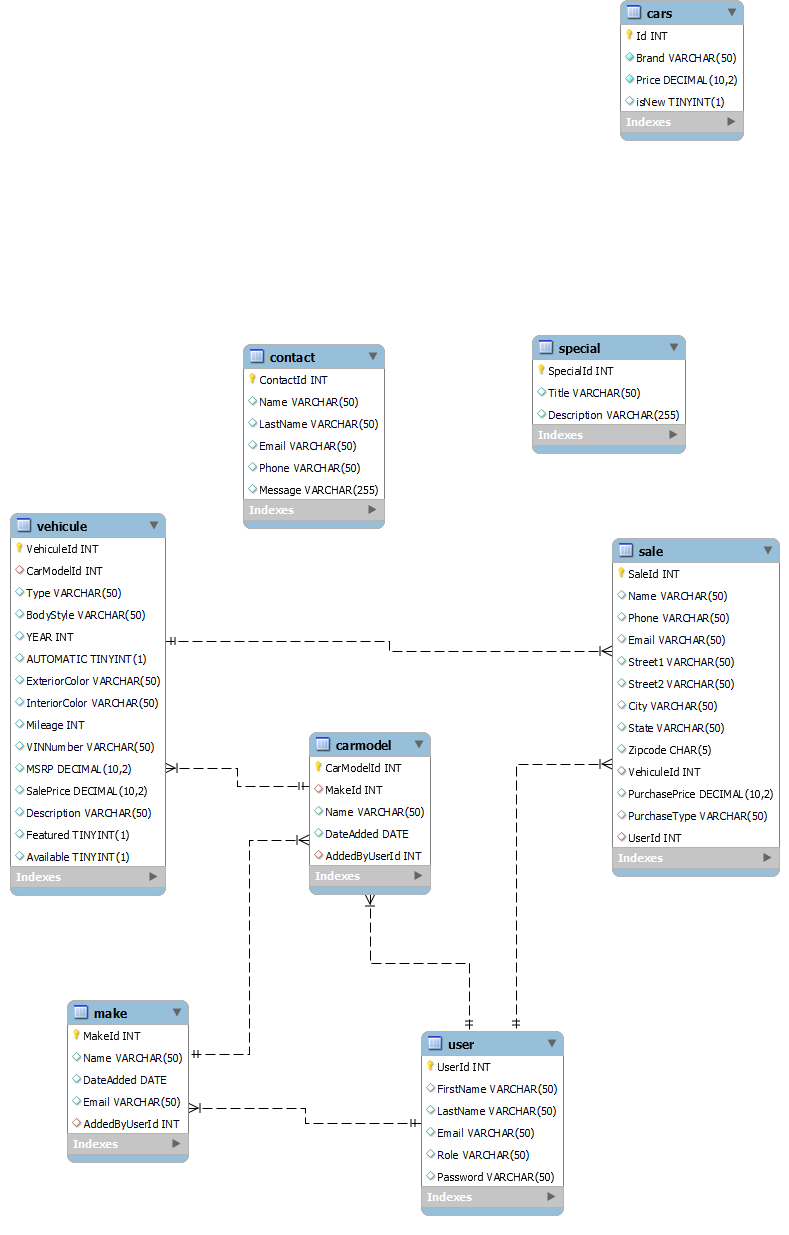 cars
Id INT
Brand VARCHAR(50)
Price DECIMAL(10,2)
isNew TINYINT(1)
Indexes
contact
ContactId INT
Name VARCHAR(50)
LastName VARCHAR(50)
Email VARCHAR(50)
Phone VARCHAR(50)
Message VARCHAR(255)
Indexes
special
SpecialId INT
Title VARCHAR(50)
Description VARCHAR(255)
Indexes
vehicule
VehiculeId INT
CarModelId INT
Type VARCHAR(50)
BodyStyle VARCHAR(50)
YEAR INT
AUTOMATIC TINYINT(1)
ExteriorColor VARCHAR(50)
InteriorColor VARCHAR(50)
Mileage INT
VINNumber VARCHAR(50)
MSRP DECIMAL(10,2)
SalePrice DECIMAL(10,2)
Description VARCHAR(50)
Featured TINYINT(1)
Available TINYINT(1)
Indexes
sale
SaleId INT
Name VARCHAR(50)
Phone VARCHAR(50)
Email VARCHAR(50)
Street1 VARCHAR(50)
Street2 VARCHAR(50)
City VARCHAR(50)
State VARCHAR(50)
Zipcode CHAR(5)
VehiculeId INT
PurchasePrice DECIMAL(10,2)
PurchaseType VARCHAR(50)
UserId INT
Indexes
carmodel
CarModelId INT
MakeId INT
Name VARCHAR(50)
DateAdded DATE
AddedByUserId INT
Indexes
make
MakeId INT
Name VARCHAR(50)
DateAdded DATE
Email VARCHAR(50)
AddedByUserId INT
Indexes
user
UserId INT
FirstName VARCHAR(50)
LastName VARCHAR(50)
Email VARCHAR(50)
Role VARCHAR(50)
Password VARCHAR(50)
Indexes